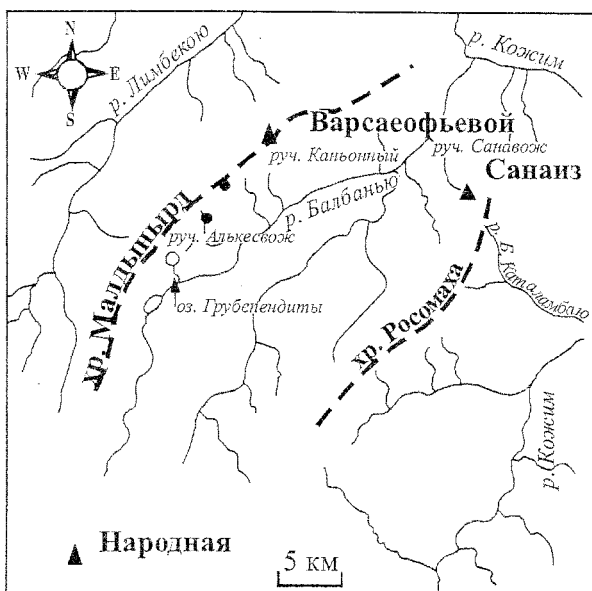 N
W E
S
р. Лимбекою
р. Кожим
Варсаеофьевой
руч. Каньонный
руч. Санавож
Санаиз
р. Балбанью
хр. Малдынырд
руч. Алькесвож
р. Б. Каталамбаю
оз. Грубепендиты
хр. Росомаха
р. Кожим
Народная
5 км